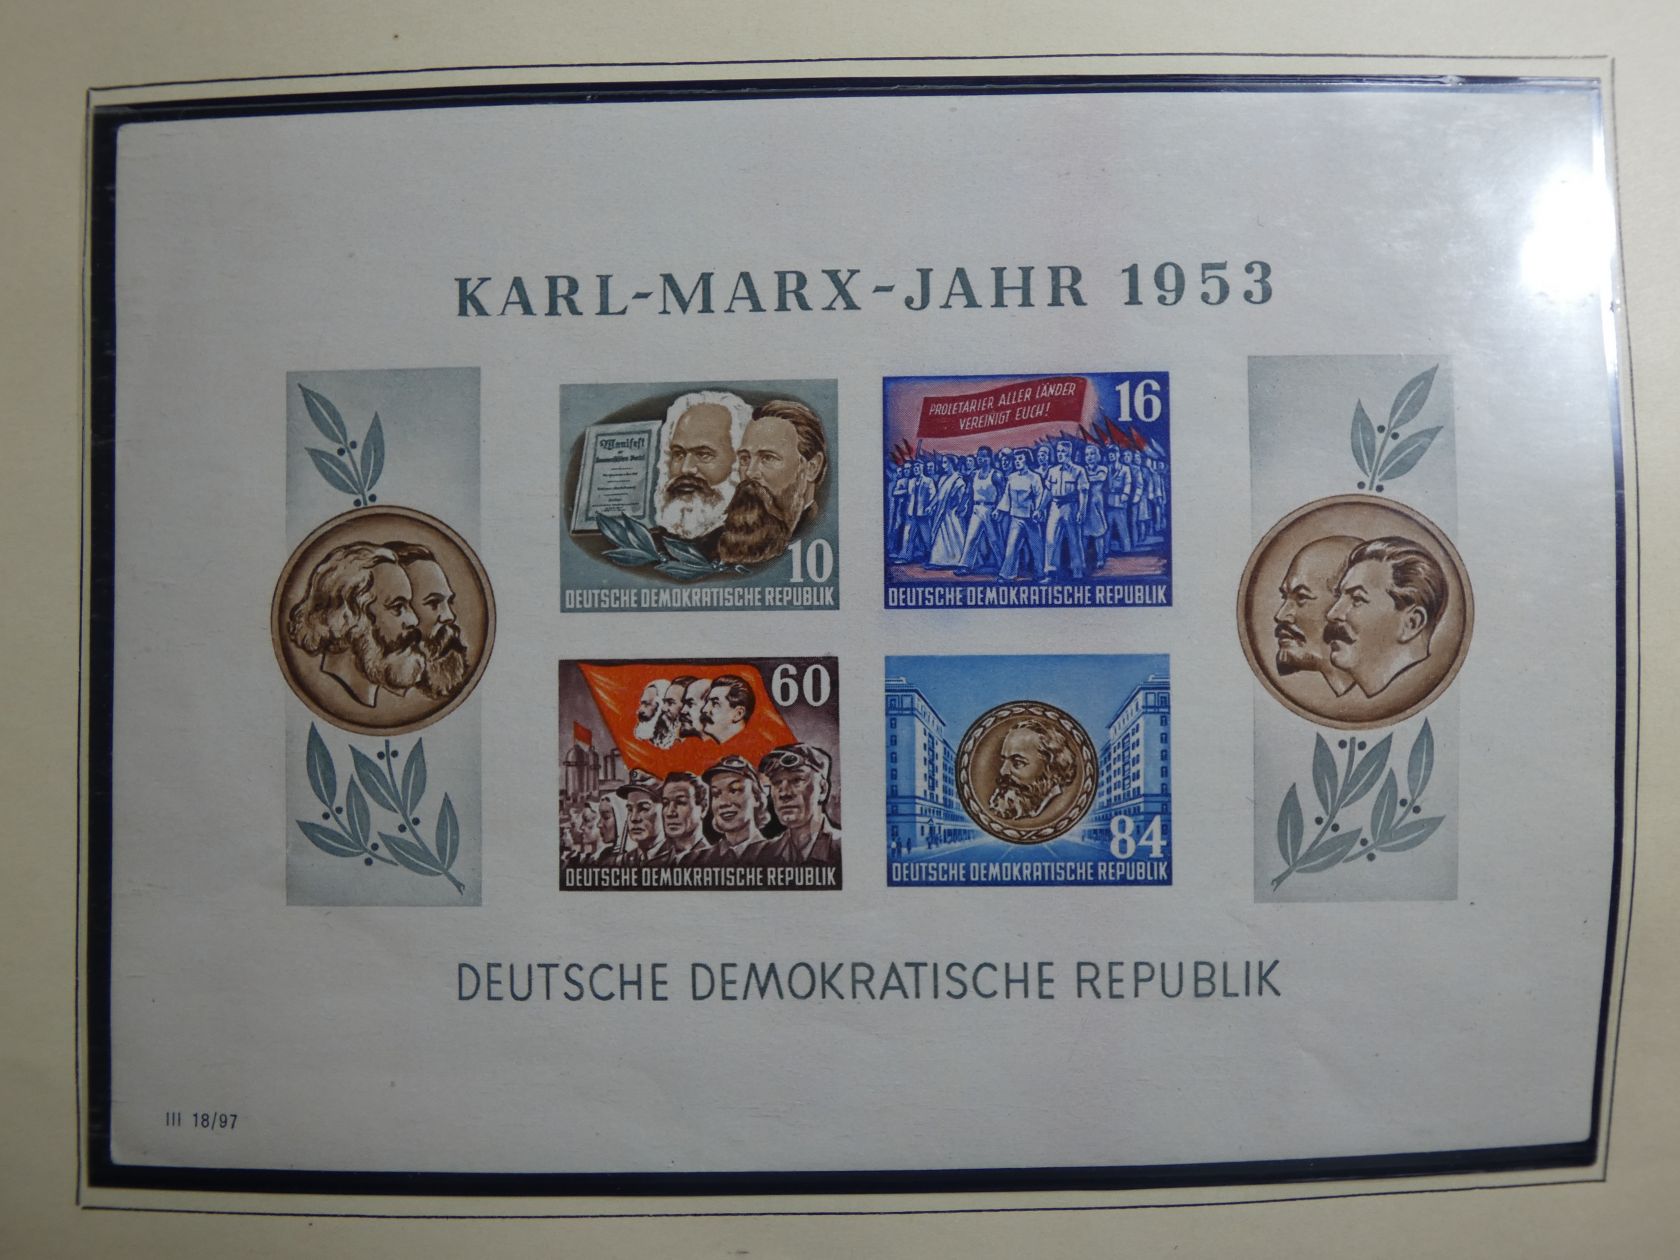 KARL-MARX-JAHR 1953
Manifest
10
DEUTSCHE DEMOKRATISCHE REPUBLIK
PROLETARIER ALLER LÄNDER
VEREINIGT EUCH!
16
DEUTSCHE DEMOKRATISCHE REPUBLIK
60
DEUTSCHE DEMOKRATISCHE REPUBLIK
84
DEUTSCHE DEMOKRATISCHE REPUBLIK
DEUTSCHE DEMOKRATISCHE REPUBLIK
III 18/97